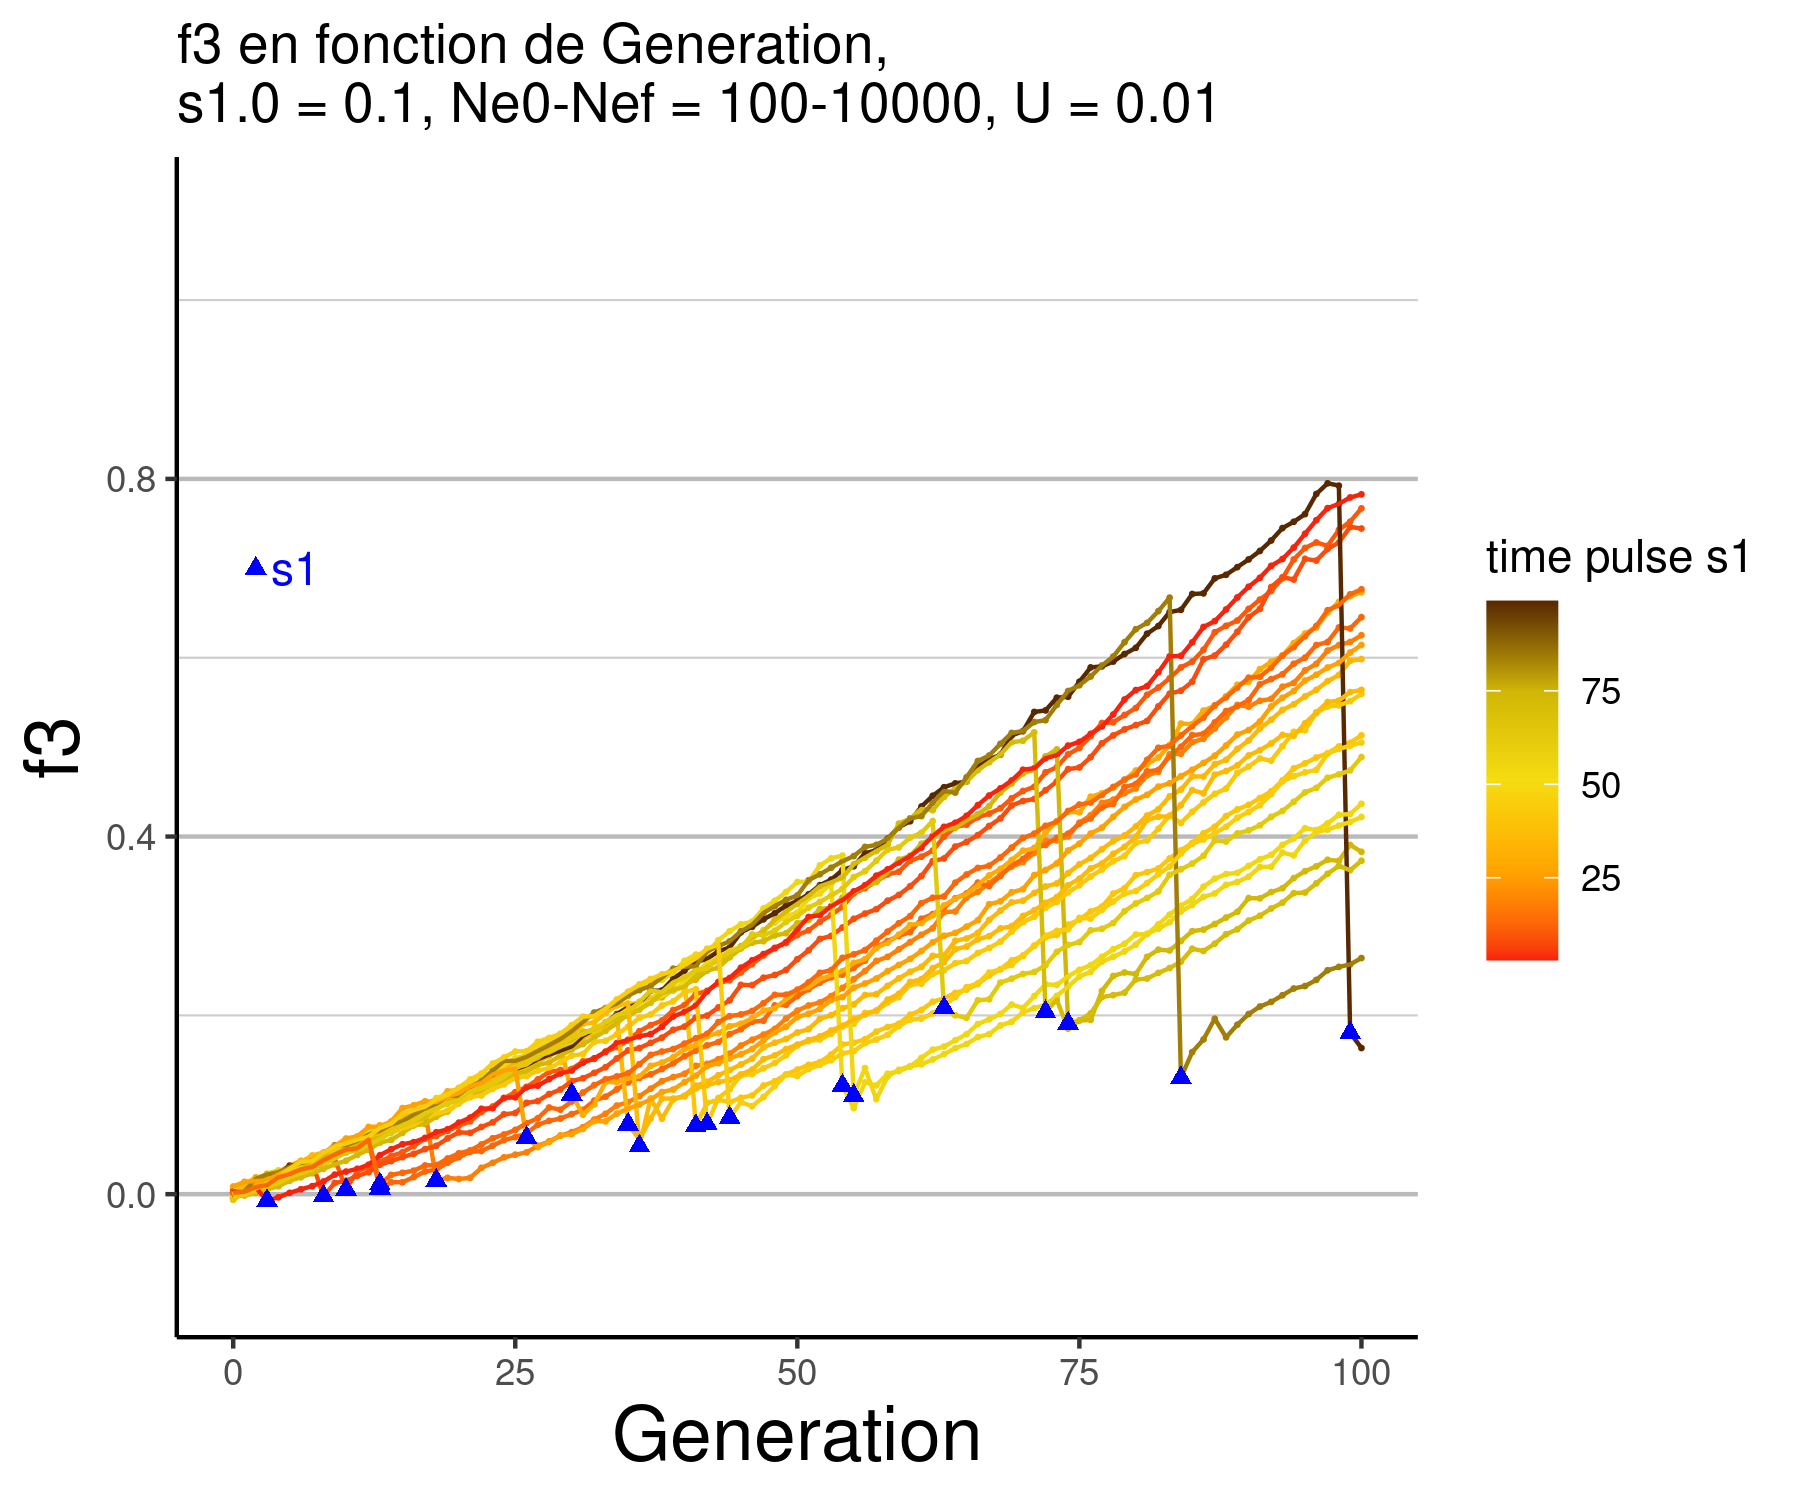 f3 en fonction de Generation,
s1.0 = 0.1, Ne0-Nef = 100-10000, U = 0.01
f3
0.8
0.4
0.0
s1
0 25 50 75 100
Generation
time pulse s1
75
50
25